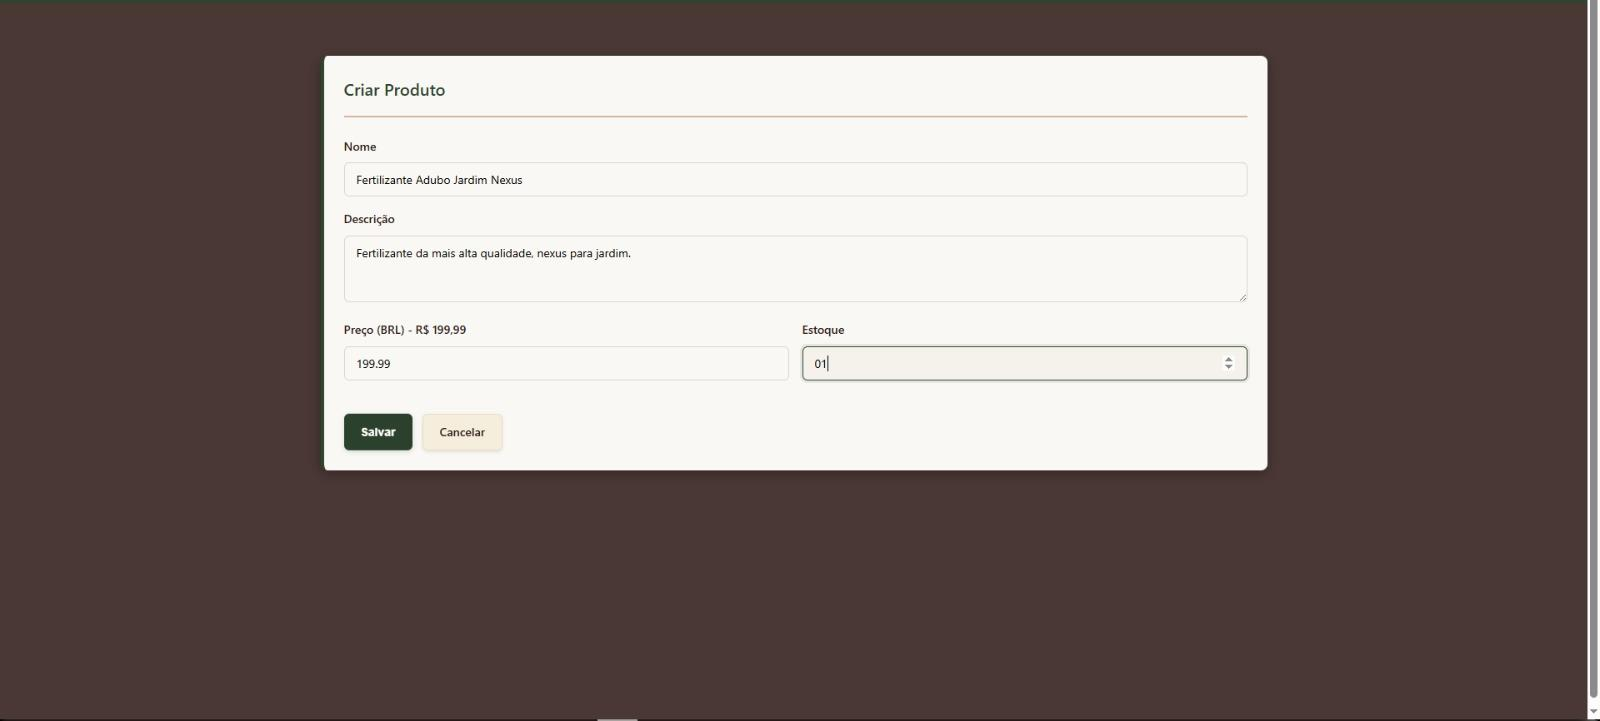 Criar Produto
Nome
Fertilizante Adubo Jardim Nexus
Descrição
Fertilizante da mais alta qualidade, nexus para jardim.
Preço (BRL) - R$ 199,99
Estoque
199.99
01
Salvar
Cancelar